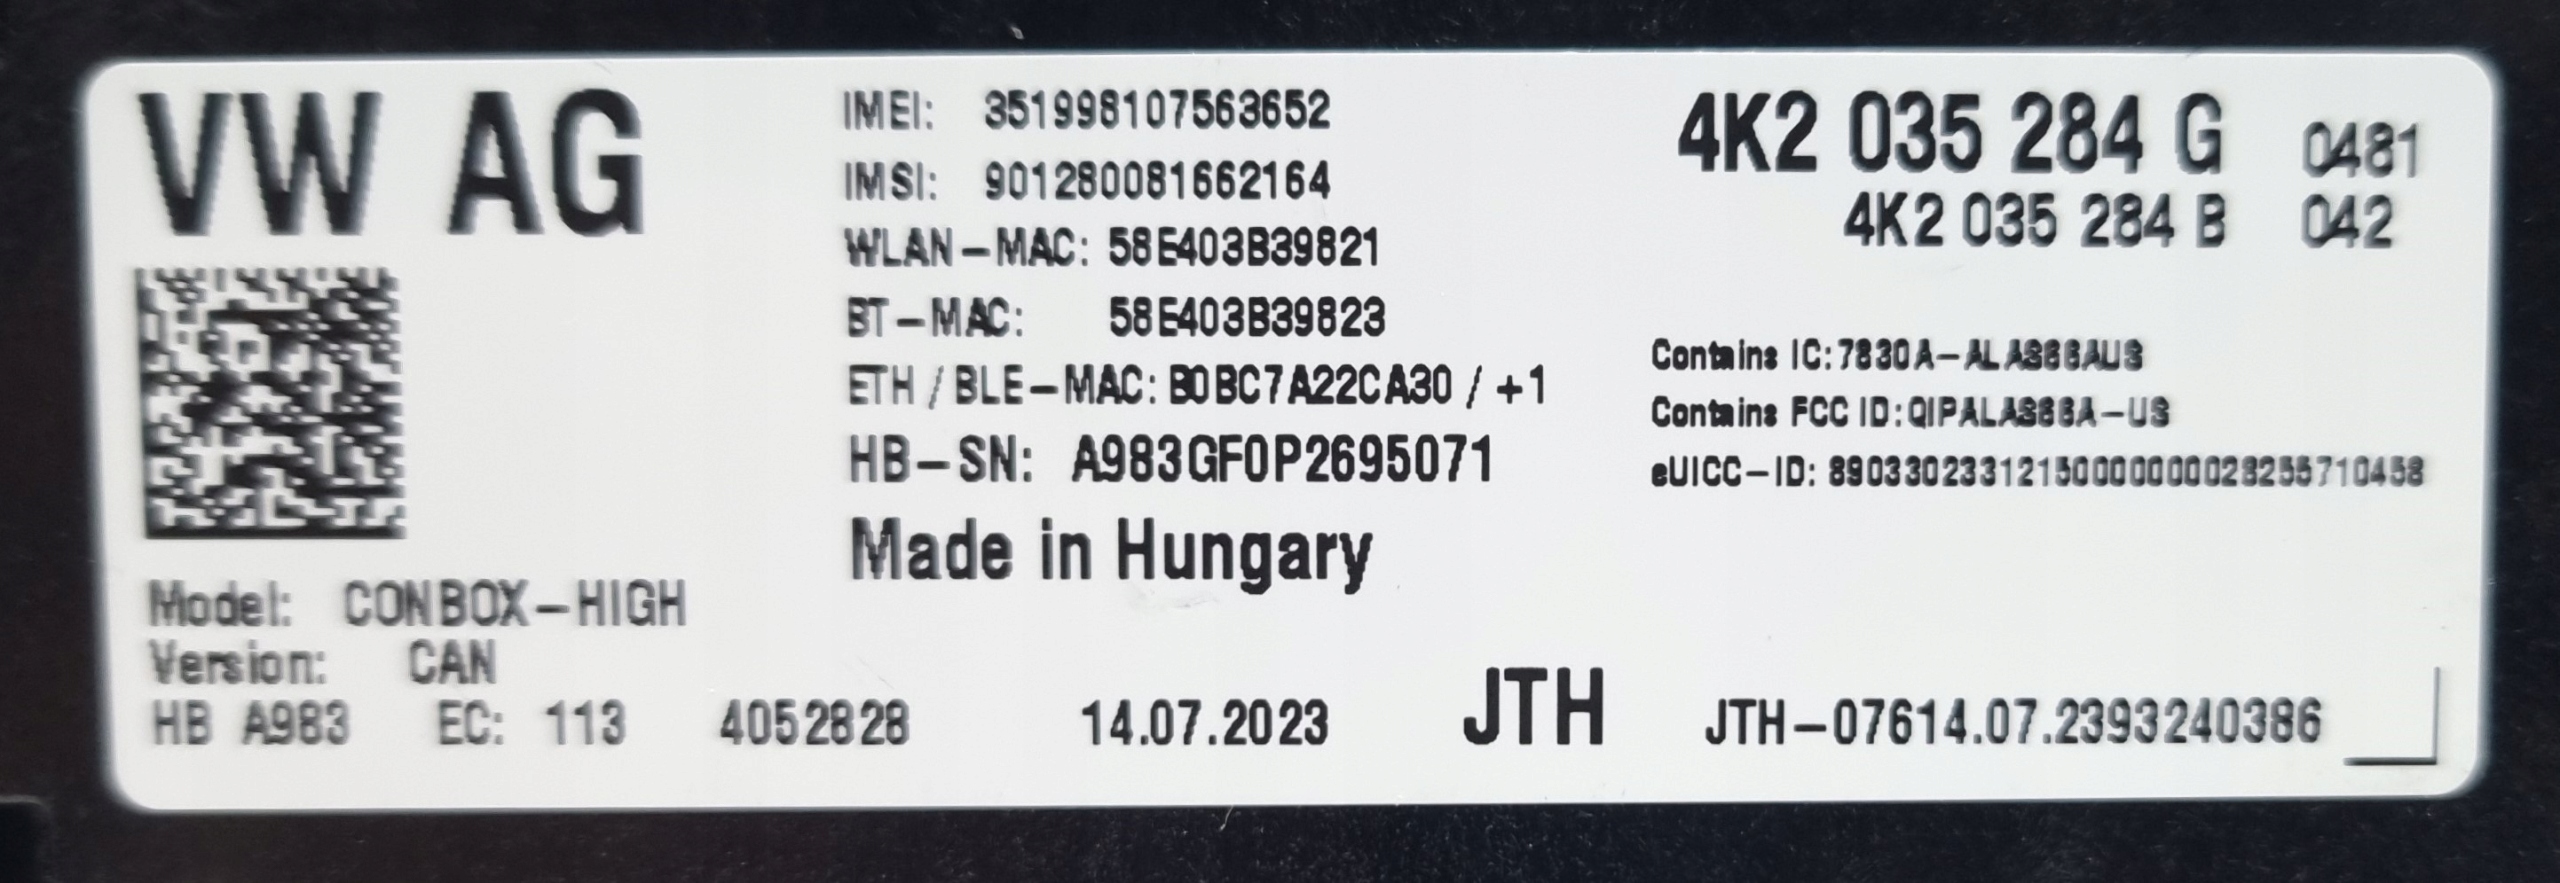 VW AG
Model: CONBOX-HIGH
Version: CAN
HB A983 EC: 113 4052828 14.07.2023 JTH JTH-07614.07.2393240386
IMEI: 351998107563652
IMSI: 901280081662164
WLAN-MAC: 58E403B39821
BT-MAC: 58E403B39823
ETH / BLE-MAC: B0BC7A22CA30 / +1
HB-SN: A983GF0P2695071
Made in Hungary
4K2 035 284 G 0481
4K2 035 284 B 042
Contains IC:7830A-ALAS66AUS
Contains FCC ID:QIPALAS66A-US
eUICC-ID: